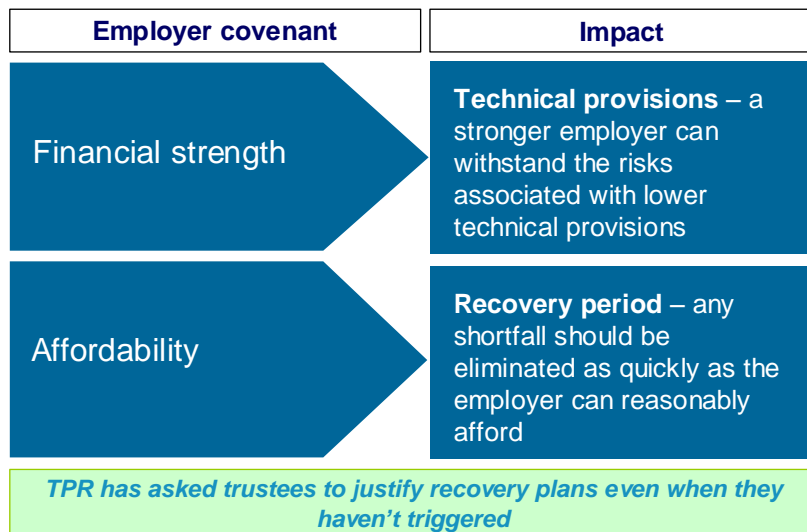 Employer covenant
Impact
Financial strength
Technical provisions – a
stronger employer can
withstand the risks
associated with lower
technical provisions
Affordability
Recovery period – any
shortfall should be
eliminated as quickly as the
employer can reasonably
afford
TPR has asked trustees to justify recovery plans even when they
haven't triggered